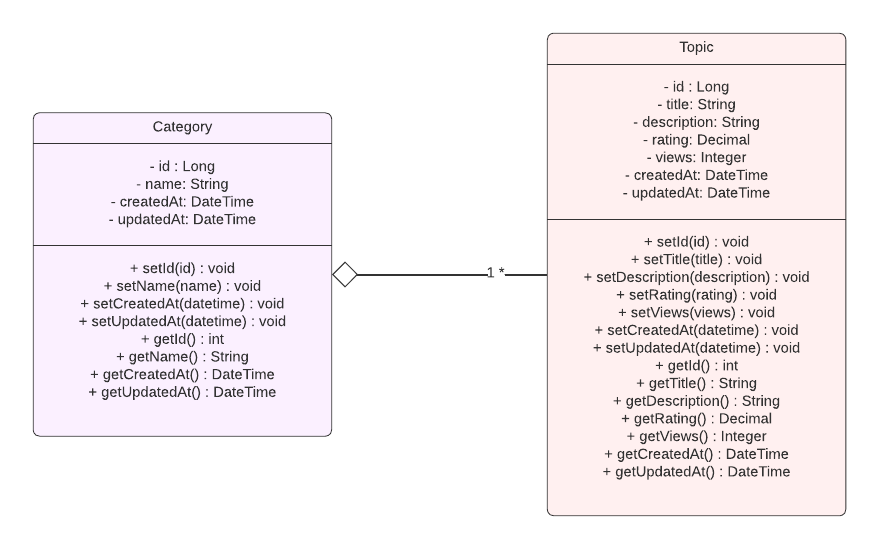 Category
- id : Long
- name: String
- createdAt: DateTime
- updatedAt: DateTime
+ setId(id) : void
+ setName(name) : void
+ setCreatedAt(datetime) : void
+ setUpdatedAt(datetime) : void
+ getId() : int
+ getName() : String
+ getCreatedAt() : DateTime
+ getUpdatedAt() : DateTime
1 *
Topic
- id : Long
- title: String
- description: String
- rating: Decimal
- views: Integer
- createdAt: DateTime
- updatedAt: DateTime
+ setId(id) : void
+ setTitle(title) : void
+ setDescription(description) : void
+ setRating(rating) : void
+ setViews(views) : void
+ setCreatedAt(datetime) : void
+ setUpdatedAt(datetime) : void
+ getId() : int
+ getTitle() : String
+ getDescription() : String
+ getRating() : Decimal
+ getViews() : Integer
+ getCreatedAt() : DateTime
+ getUpdatedAt() : DateTime